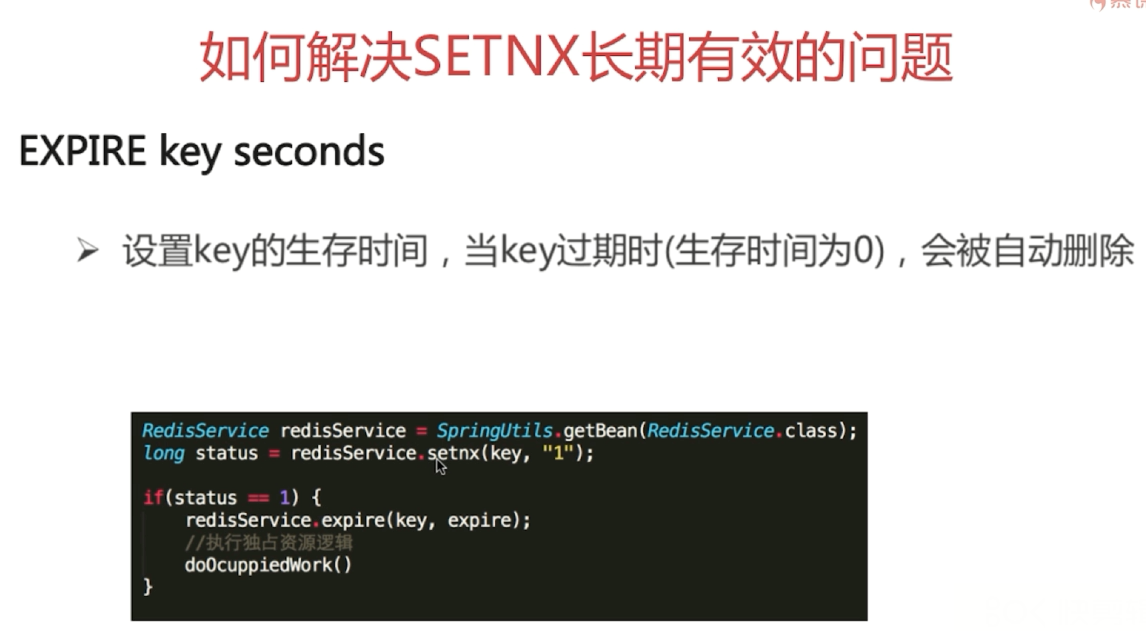 如何解决SETNX长期有效的问题
EXPIRE key seconds
➢ 设置key的生存时间，当key过期时(生存时间为0)，会被自动删除
RedisService redisService = SpringUtils.getBean(RedisService.class);
long status = redisService.setnx(key, "1");
if(status == 1) {
redisService.expire(key, expire);
//执行独占资源逻辑
doOcuppiedWork()
}